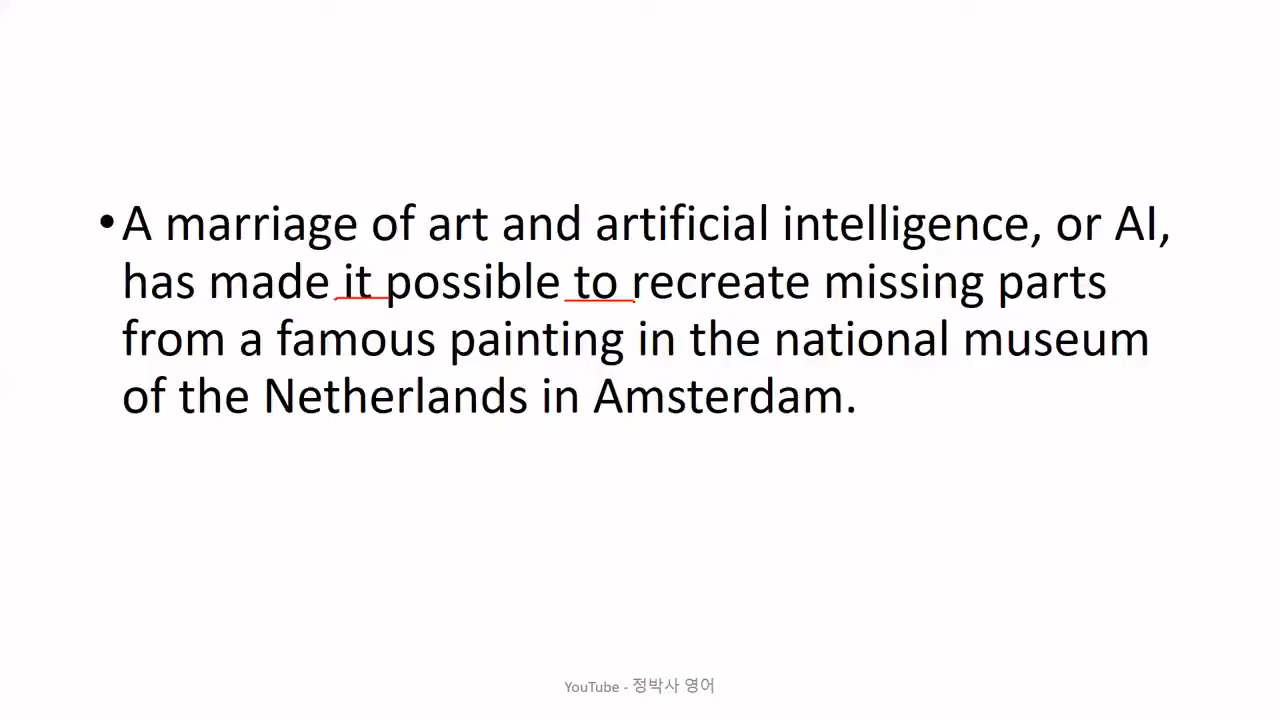 •A marriage of art and artificial intelligence, or AI,
has made it possible to recreate missing parts
from a famous painting in the national museum
of the Netherlands in Amsterdam.
YouTube - 정박사 영어